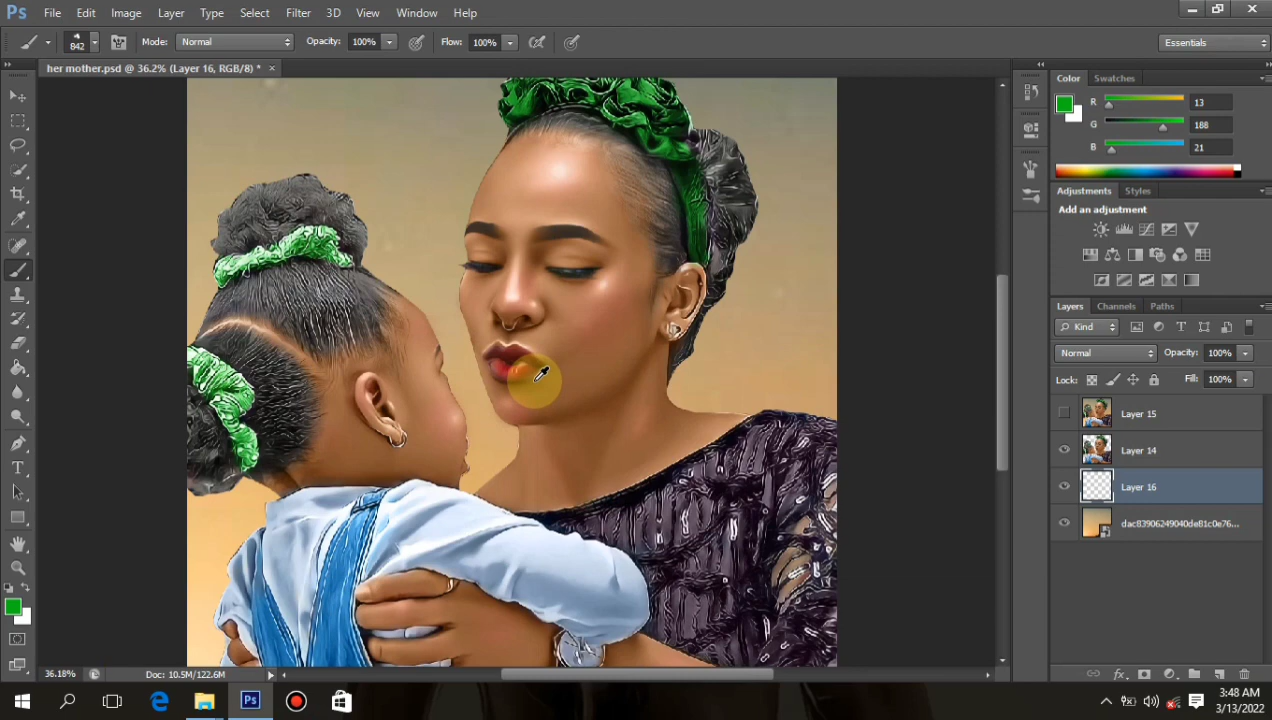 Ps File Edit Image Layer Type Select Filter 3D View Window Help
842 Mode: Normal Opacity: 100% Flow: 100% Essentials
her mother.psd @ 36.2% (Layer 16, RGB/8) * ×
Color Swatches
R 13
G 188
B 21
Adjustments Styles
Add an adjustment
Layers Channels Paths
Kind
Normal Opacity: 100%
Lock: Fill: 100%
Layer 15
Layer 14
Layer 16
dac83906249040de81c0e76...
36.18% Doc: 10.5M/122.6M
Ps 3:48 AM
3/13/2022